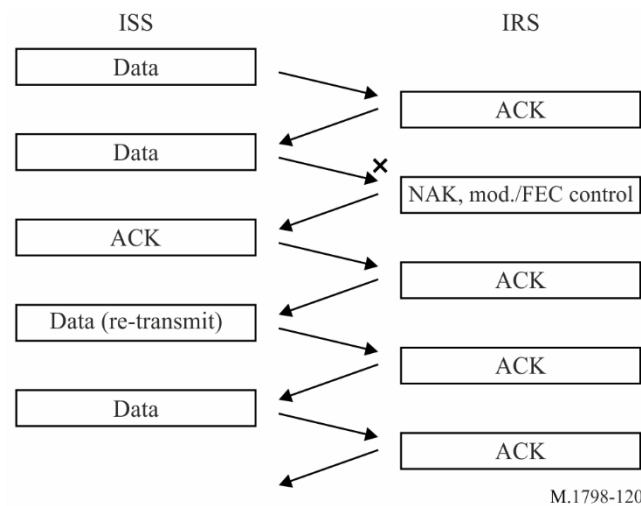 ISS
IRS
Data
ACK
Data
NAK, mod./FEC control
ACK
ACK
Data (re-transmit)
ACK
Data
ACK
M.1798-120